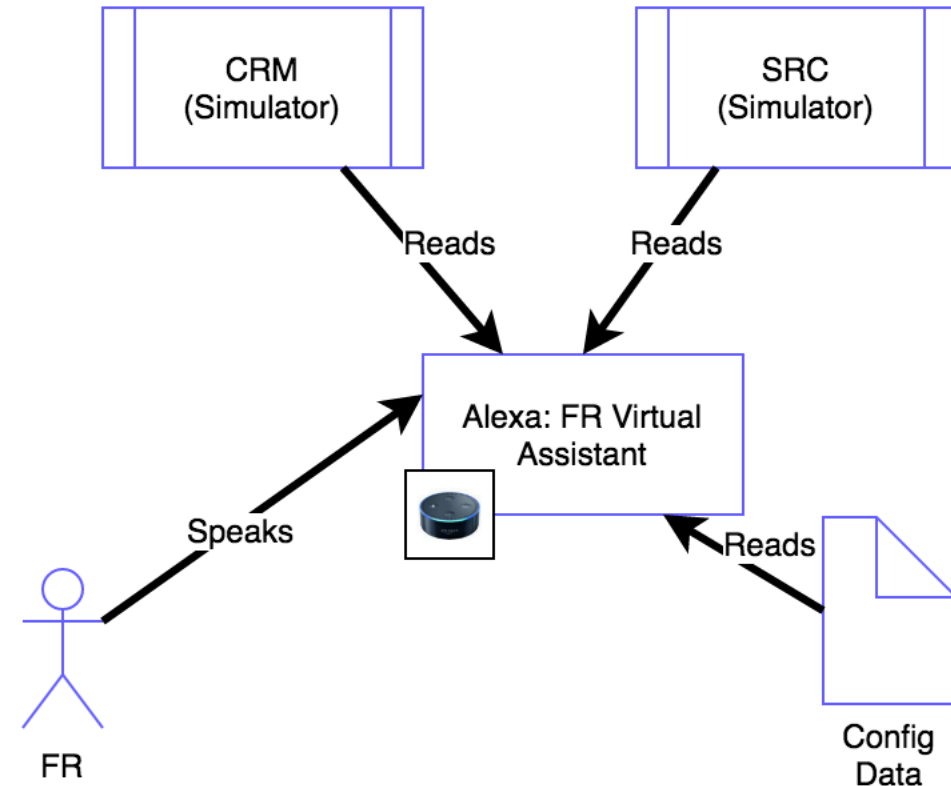 CRM
(Simulator)
SRC
(Simulator)
Reads
Reads
Alexa: FR Virtual
Assistant
Speaks
Reads
FR
Config
Data